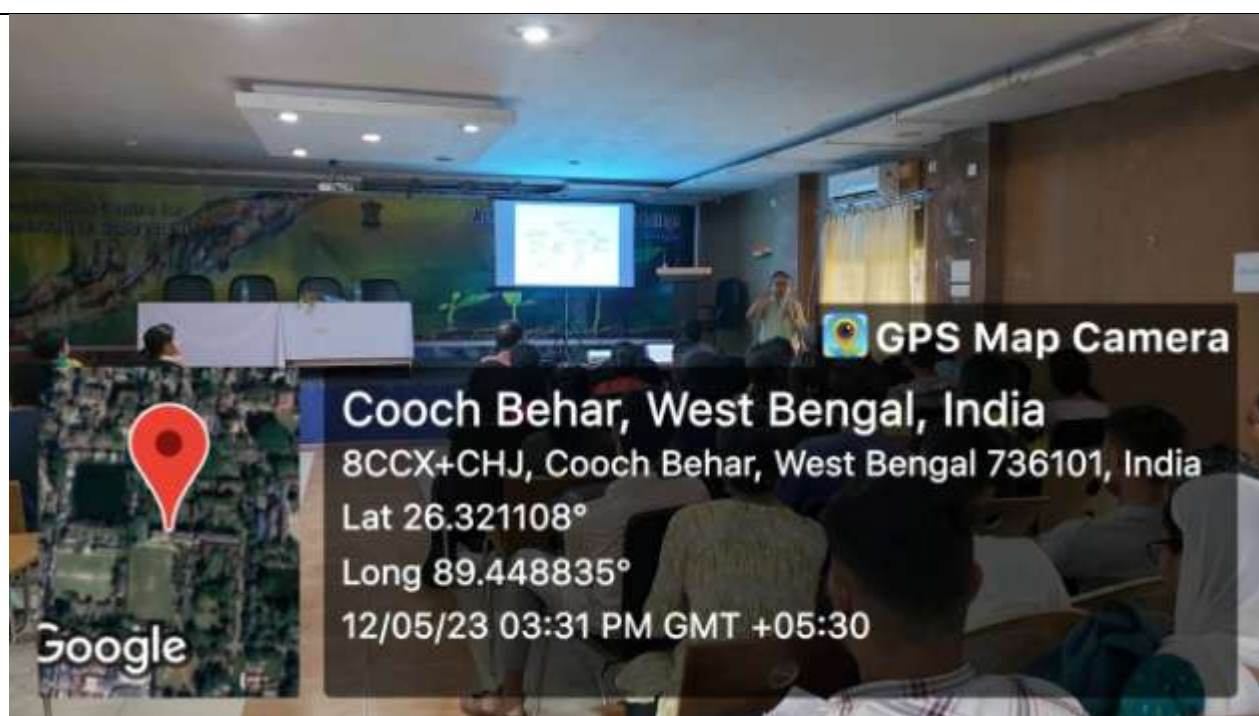 GPS Map Camera
Cooch Behar, West Bengal, India
8CCX+CHJ, Cooch Behar, West Bengal 736101, India
Lat 26.321108°
Long 89.448835°
12/05/23 03:31 PM GMT +05:30
Google